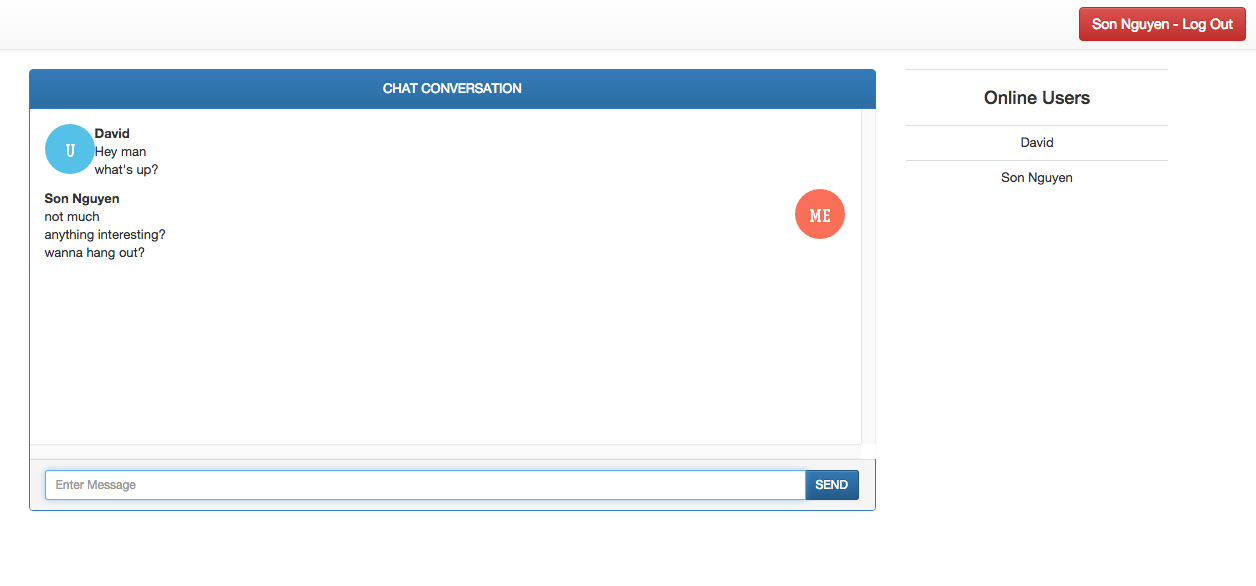 Son Nguyen - Log Out
CHAT CONVERSATION
U
David
Hey man
what's up?
Son Nguyen
ME
not much
anything interesting?
wanna hang out?
Enter Message
SEND
Online Users
David
Son Nguyen